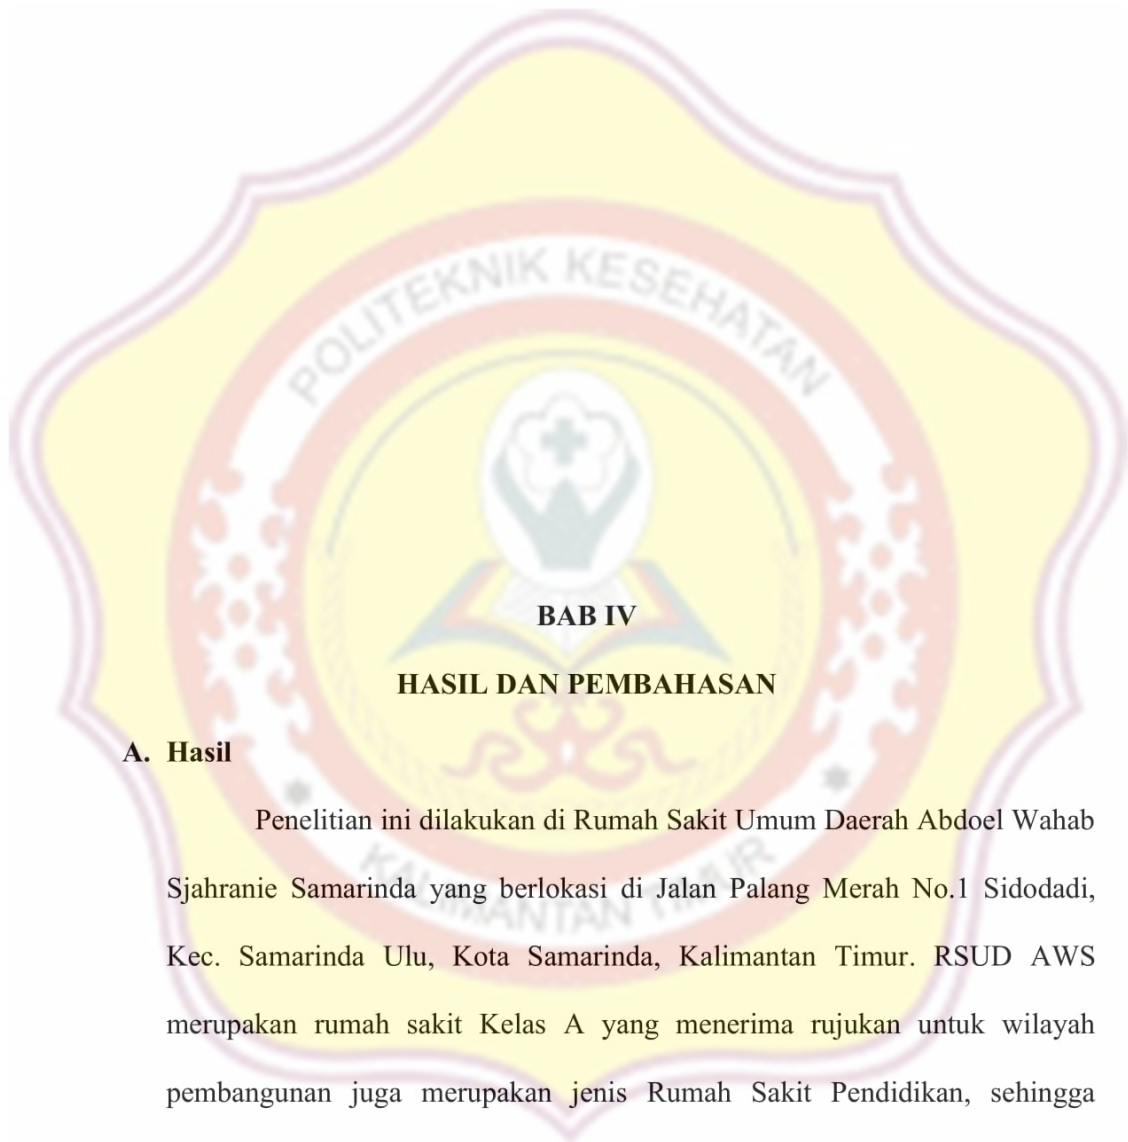 POLITEKNIK KESEHATAN
BAB IV
HASIL DAN PEMBAHASAN
A. Hasil
Penelitian ini dilakukan di Rumah Sakit Umum Daerah Abdoel Wahab
KALIMANTAN TIMUR
Sjahranie Samarinda yang berlokasi di Jalan Palang Merah No.1 Sidodadi,
Kec. Samarinda Ulu, Kota Samarinda, Kalimantan Timur. RSUD AWS
merupakan rumah sakit Kelas A yang menerima rujukan untuk wilayah
pembangunan juga merupakan jenis Rumah Sakit Pendidikan, sehingga